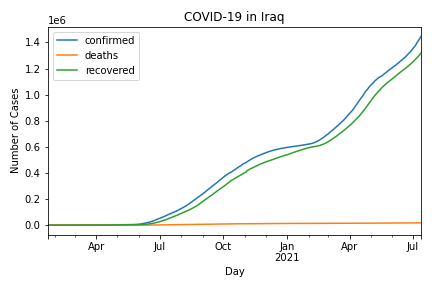 COVID-19 in Iraq
1e6
confirmed
deaths
recovered
Number of Cases
1.4
1.2
1.0
0.8
0.6
0.4
0.2
0.0
Apr Jul Oct Jan Apr Jul
2021
Day